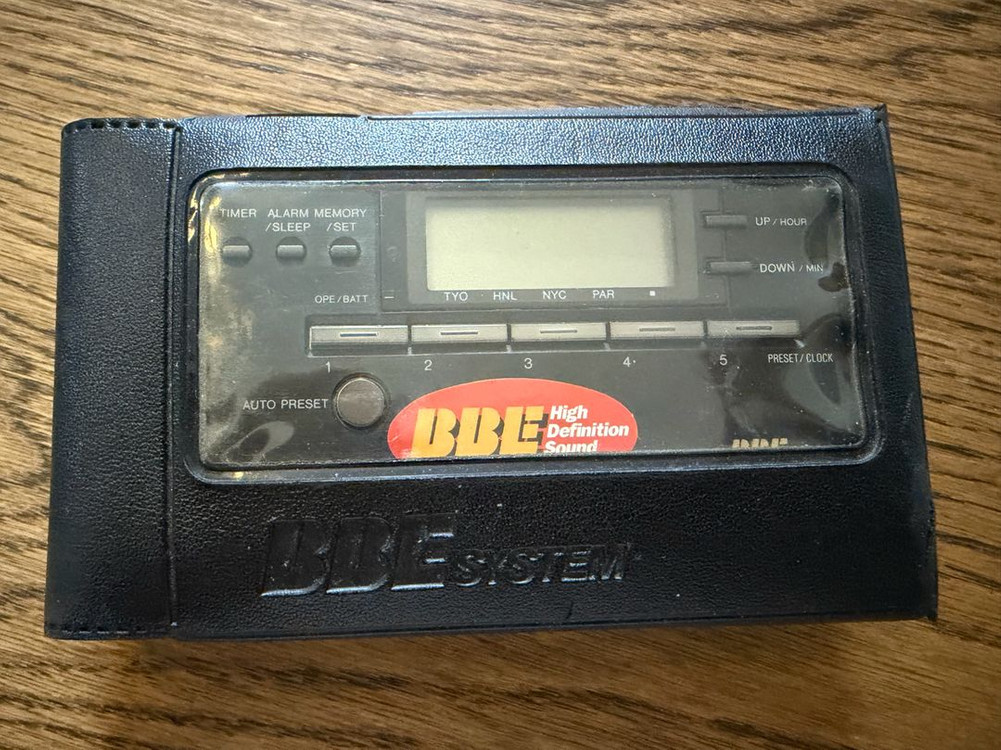 TIMER ALARM MEMORY
/SLEEP /SET
UP / HOUR
DOWN / MIN
OPE / BATT
TYO HNL NYC PAR
1 2 3 4 5 PRESET/CLOCK
AUTO PRESET
BBE High
Definition
Sound
BBE
BBE SYSTEM